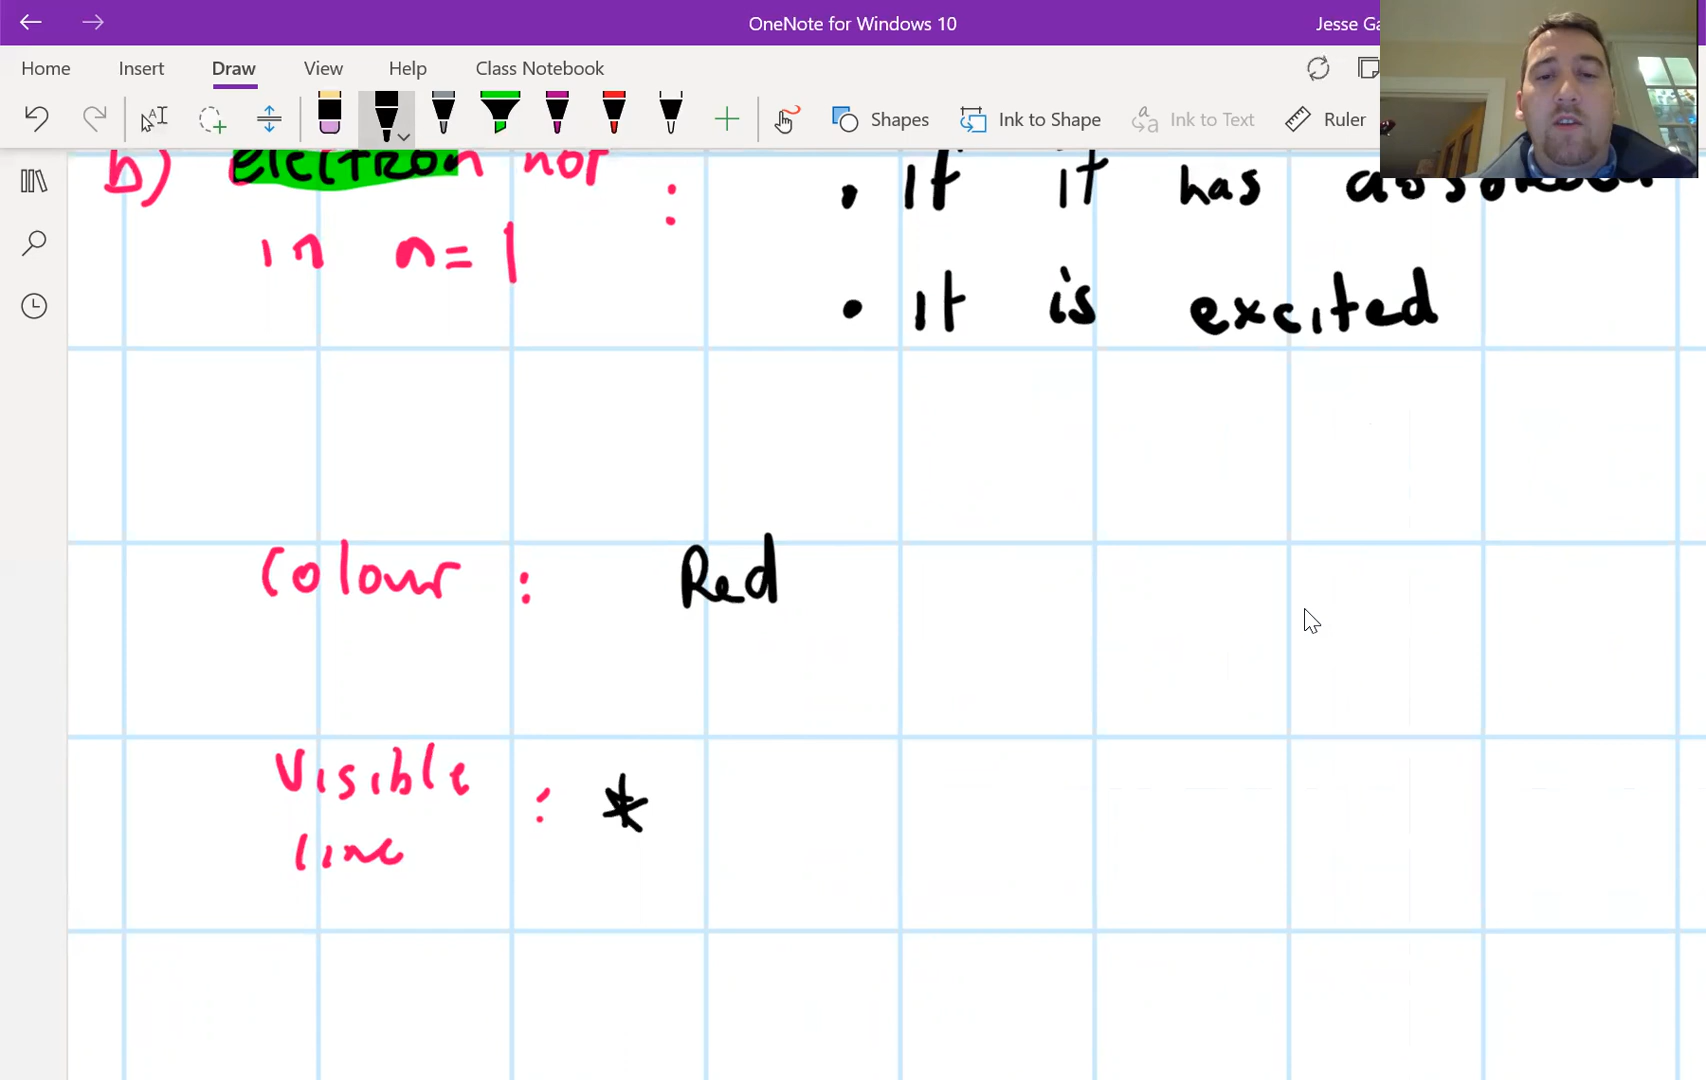 OneNote for Windows 10
Jesse Ga
Home Insert Draw View Help Class Notebook
Shapes Ink to Shape Ink to Text Ruler
b) electron not :
in n = 1
• If it has absorbed
• It is excited
Colour : Red
Visible : *
line